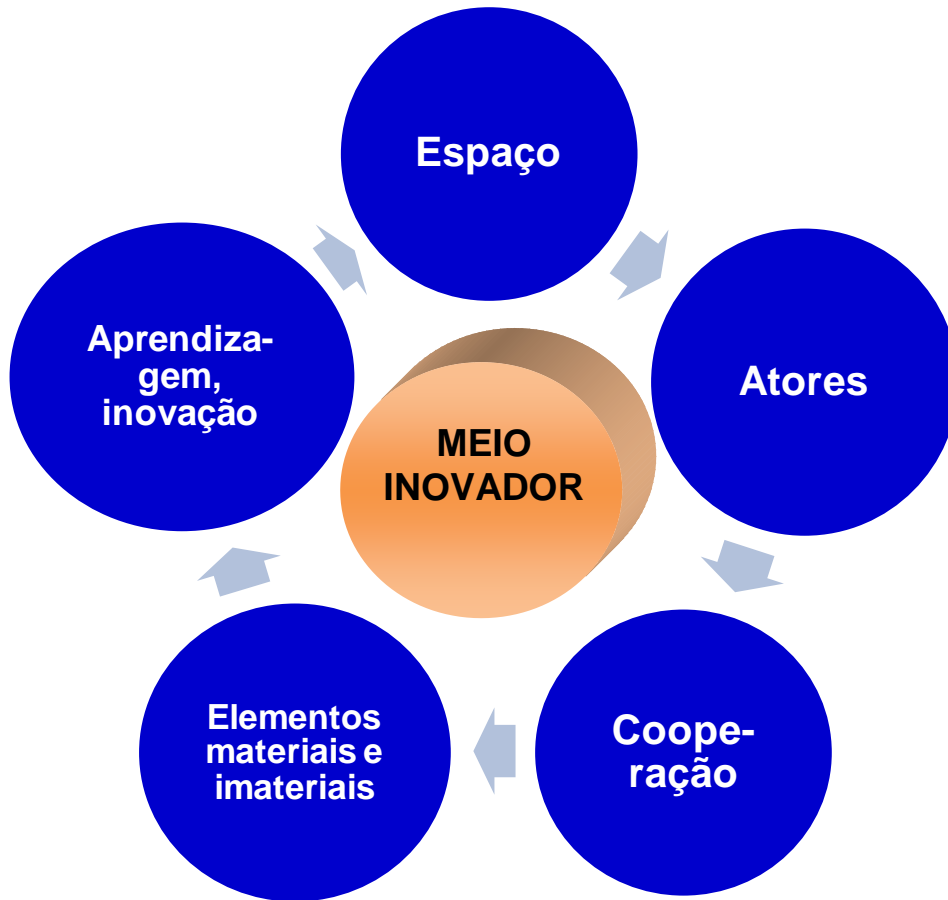 Espaço
Atores
Coope-
ração
Elementos
materiais e
imateriais
Aprendiza-
gem,
inovação
MEIO
INOVADOR